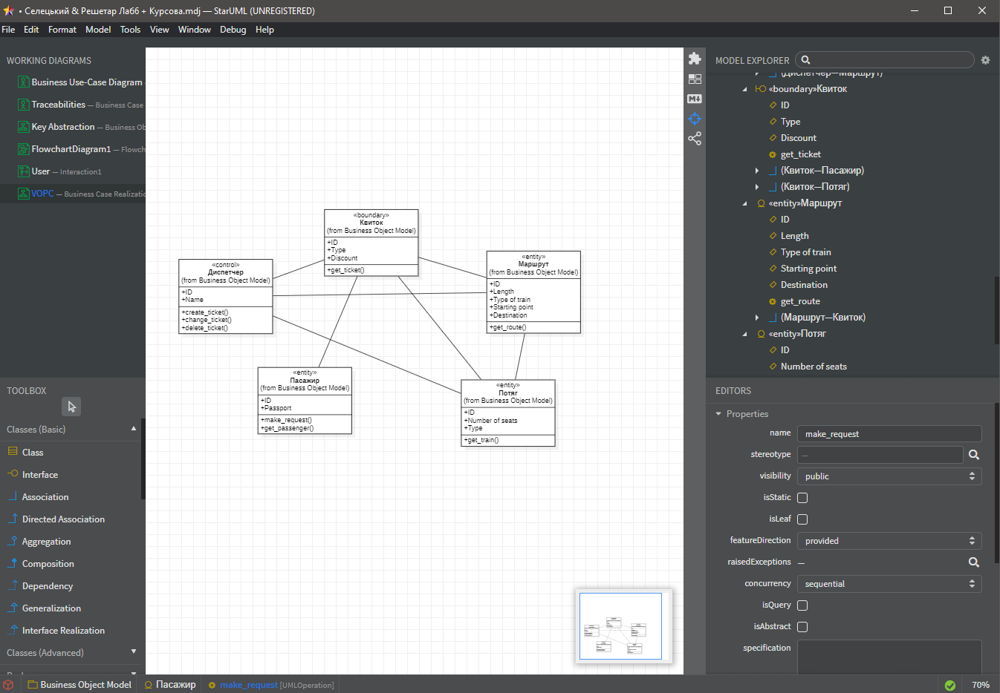 • Селецький & Решетар Лаб6 + Курсова.mdj — StarUML (UNREGISTERED)
File Edit Format Model Tools View Window Debug Help
WORKING DIAGRAMS
Business Use-Case Diagram
Traceabilities — Business Case
Key Abstraction — Business Ob
FlowchartDiagram1 — Flowch
User — Interaction1
VOPC — Business Case Realizatio
TOOLBOX
Classes (Basic)
Class
Interface
Association
Directed Association
Aggregation
Composition
Dependency
Generalization
Interface Realization
Classes (Advanced)
«boundary»
Квиток
(from Business Object Model)
+ID
+Type
+Discount
+get_ticket()
«control»
Диспетчер
(from Business Object Model)
+ID
+Name
+create_ticket()
+change_ticket()
+delete_ticket()
«entity»
Маршрут
(from Business Object Model)
+ID
+Length
+Type of train
+Starting point
+Destination
+get_route()
«entity»
Пасажир
(from Business Object Model)
+ID
+Passport
+make_request()
+get_passenger()
«entity»
Потяг
(from Business Object Model)
+ID
+Number of seats
+Type
+get_train()
MODEL EXPLORER
(Диспетчер—Маршрут)
«boundary»Квиток
ID
Type
Discount
get_ticket
(Квиток—Пасажир)
(Квиток—Потяг)
«entity»Маршрут
ID
Length
Type of train
Starting point
Destination
get_route
(Маршрут—Квиток)
«entity»Потяг
ID
Number of seats
EDITORS
Properties
name make_request
stereotype —
visibility public
isStatic
isLeaf
featureDirection provided
raisedExceptions —
concurrency sequential
isQuery
isAbstract
specification
Business Object Model Пасажир make_request [UMLOperation] 70%